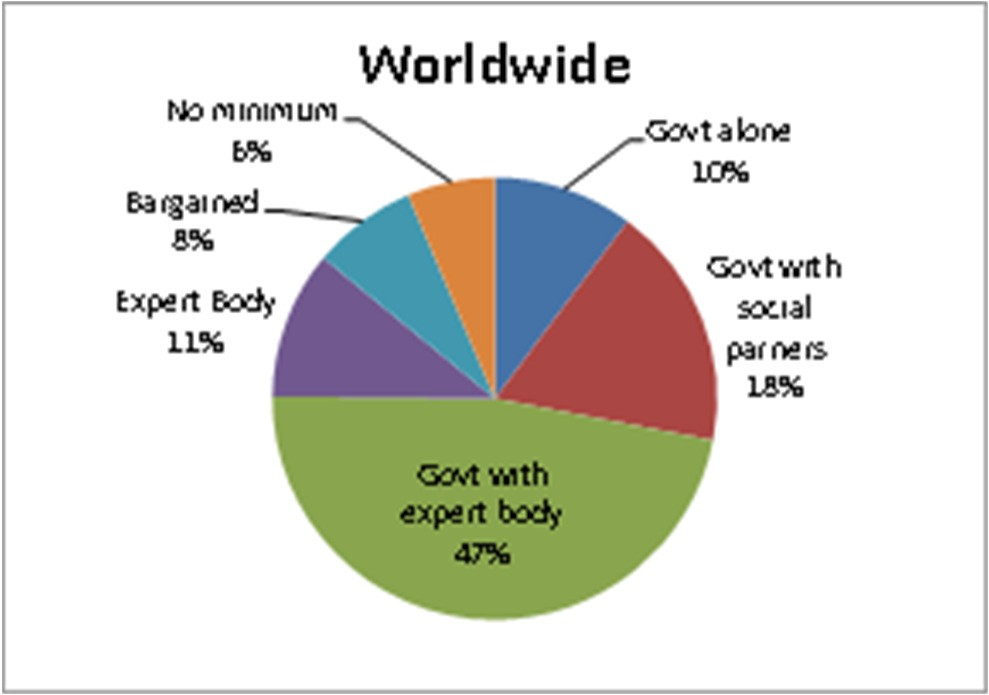 Worldwide
No minimum
6%
Govt alone
10%
Bargained
8%
Govt with
social
parners
18%
Expert Body
11%
Govt with
expert body
47%